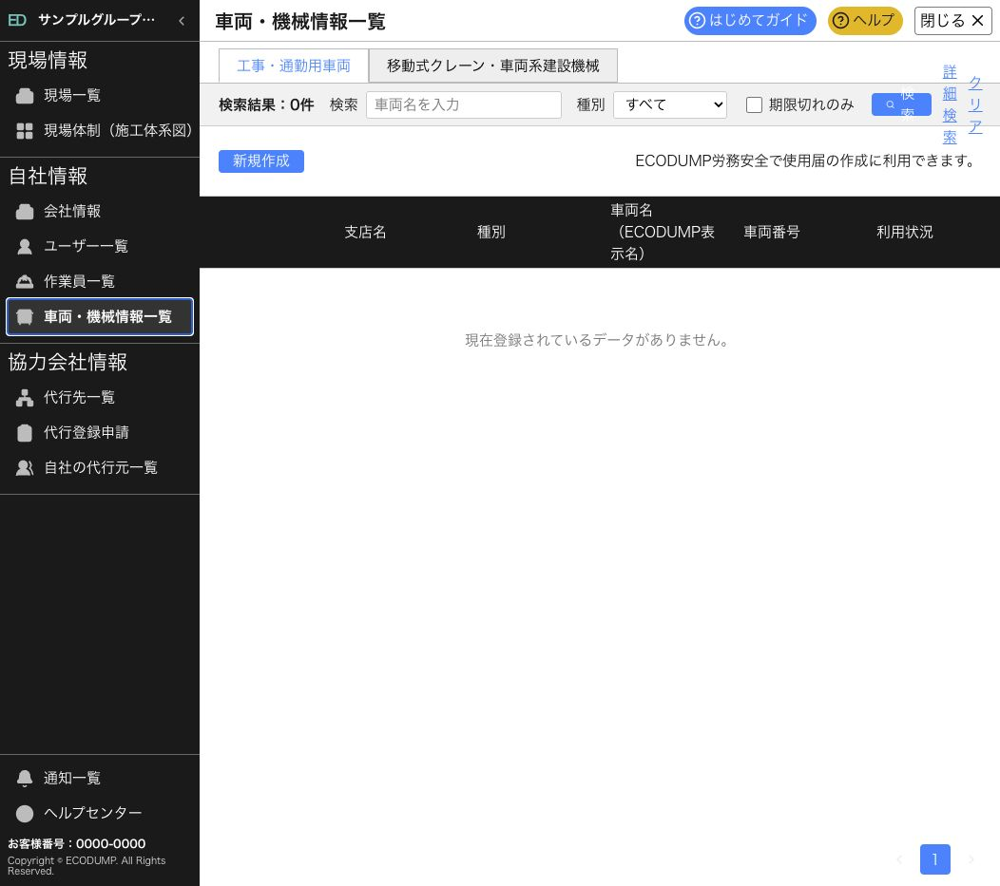 ED サンプルグループ…
車両・機械情報一覧
はじめてガイド
ヘルプ
閉じる ×
現場情報
現場一覧
現場体制（施工体系図）
自社情報
会社情報
ユーザー一覧
作業員一覧
車両・機械情報一覧
協力会社情報
代行先一覧
代行登録申請
自社の代行元一覧
通知一覧
ヘルプセンター
お客様番号：0000-0000
Copyright © ECODUMP. All Rights
Reserved.
工事・通勤用車両
移動式クレーン・車両系建設機械
検索結果：0件 検索 車両名を入力 種別 すべて 期限切れのみ 検索 詳細検索 クリア
新規作成
ECODUMP労務安全で使用届の作成に利用できます。
支店名 種別 車両名（ECODUMP表示名） 車両番号 利用状況
現在登録されているデータがありません。
1